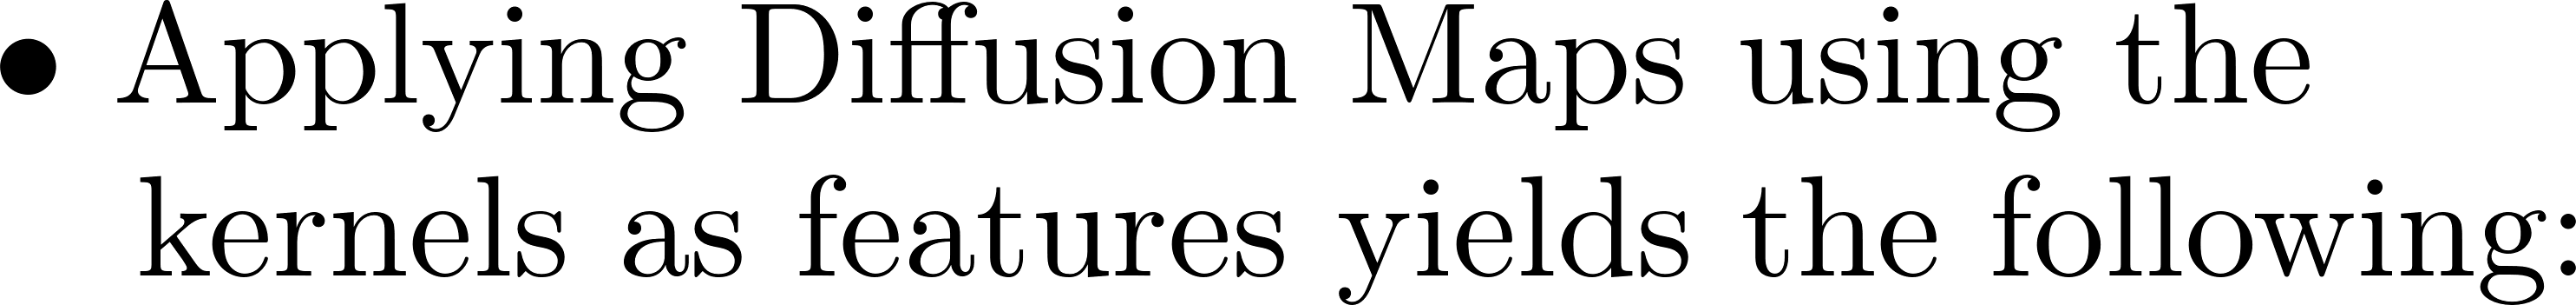 • Applying Diffusion Maps using the
kernels as features yields the following: